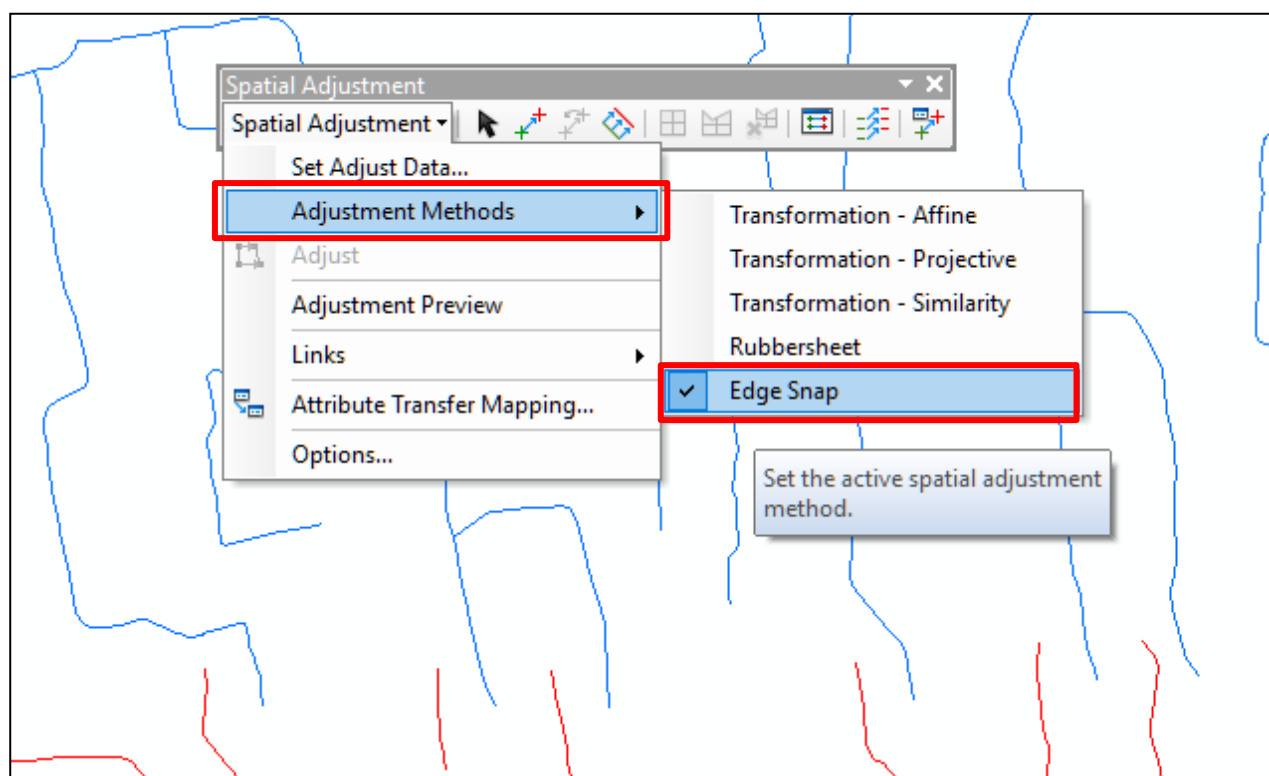 Spatial Adjustment
Spatial Adjustment
Set Adjust Data...
Adjustment Methods
Adjust
Adjustment Preview
Links
Attribute Transfer Mapping...
Options...
Transformation - Affine
Transformation - Projective
Transformation - Similarity
Rubbersheet
Edge Snap
Set the active spatial adjustment
method.